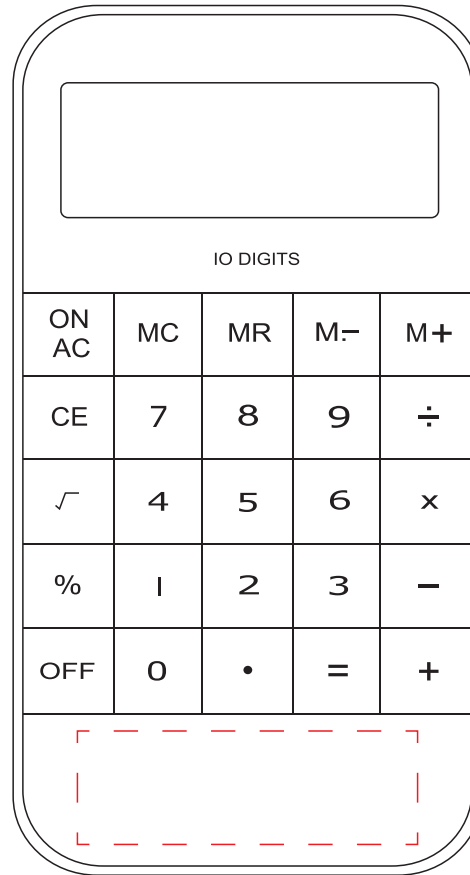 IO DIGITS
ON
AC MC MR M.− M+
CE 7 8 9 ÷
√ 4 5 6 x
% I 2 3 −
OFF 0 • = +